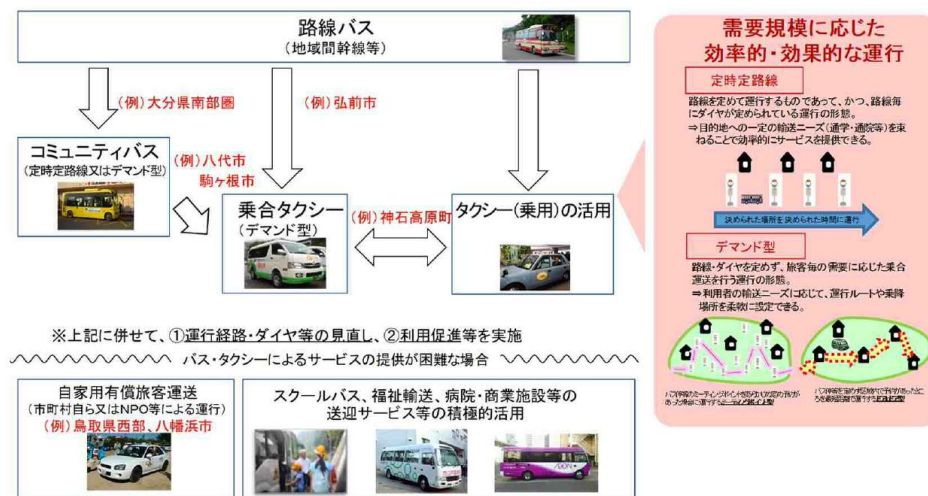 路線バス
(地域間幹線等)
(例)大分県南部圏
(例)弘前市
コミュニティバス
(定時定路線又はデマンド型)
(例)八代市
駒ヶ根市
乗合タクシー
(デマンド型)
(例)神石高原町
タクシー(乗用)の活用
※上記に併せて、①運行経路・ダイヤ等の見直し、②利用促進等を実施
バス・タクシーによるサービスの提供が困難な場合
自家用有償旅客運送
(市町村自ら又はNPO等による運行)
(例)鳥取県西部、八幡浜市
スクールバス、福祉輸送、病院・商業施設等の
送迎サービス等の積極的活用
需要規模に応じた
効率的・効果的な運行
定時定路線
路線を定めて運行するものであって、かつ、路線毎
にダイヤが定められている運行の形態。
⇒目的地への一定の輸送ニーズ(通学・通院等)を束
ねることで効率的にサービスを提供できる。
決められた場所を決められた時間に運行
デマンド型
路線・ダイヤを定めず、旅客毎の需要に応じた乗合
運送を行う運行の形態。
⇒利用者の輸送ニーズに応じて、運行ルートや乗降
場所を柔軟に設定できる。